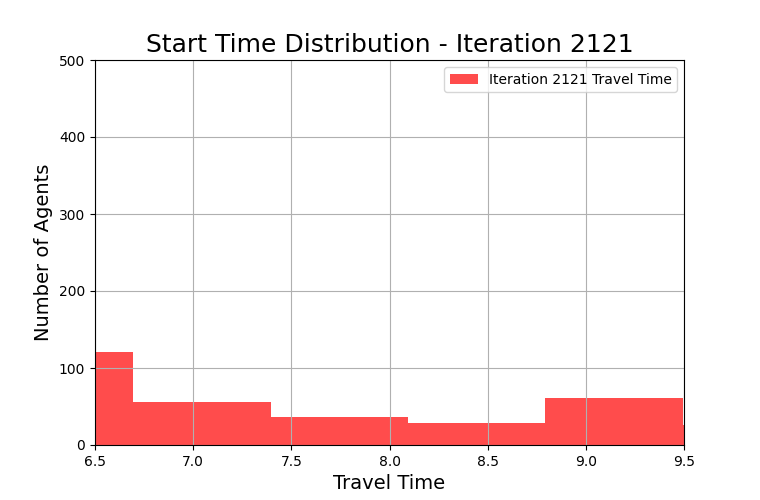 Start Time Distribution - Iteration 2121
500
Iteration 2121 Travel Time
400
300
200
100
0
Number of Agents
6.5 7.0 7.5 8.0 8.5 9.0 9.5
Travel Time